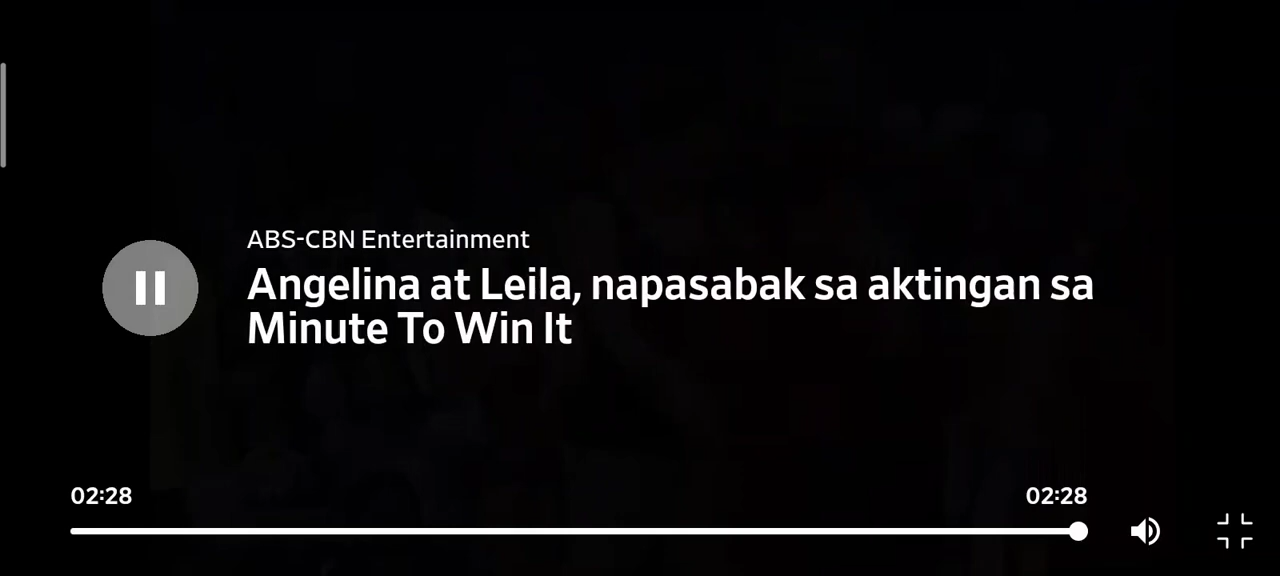 ABS-CBN Entertainment
Angelina at Leila, napasabak sa aktingan sa
Minute To Win It
02:28 02:28